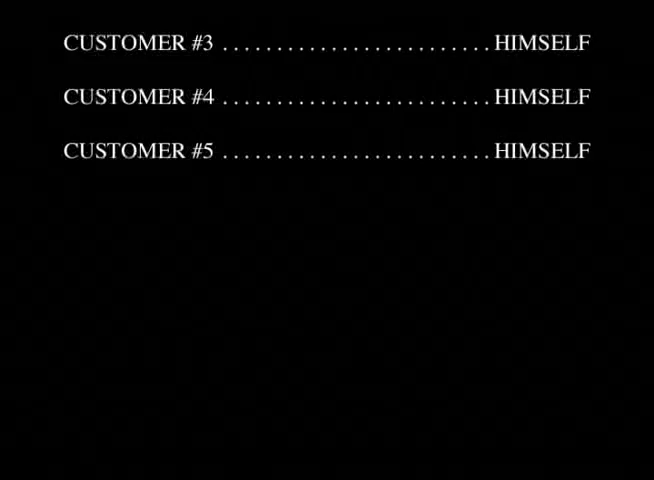 CUSTOMER #3 . . . . . . . . . . . . . . . . . . . . . . . . . HIMSELF
CUSTOMER #4 . . . . . . . . . . . . . . . . . . . . . . . . . HIMSELF
CUSTOMER #5 . . . . . . . . . . . . . . . . . . . . . . . . . HIMSELF